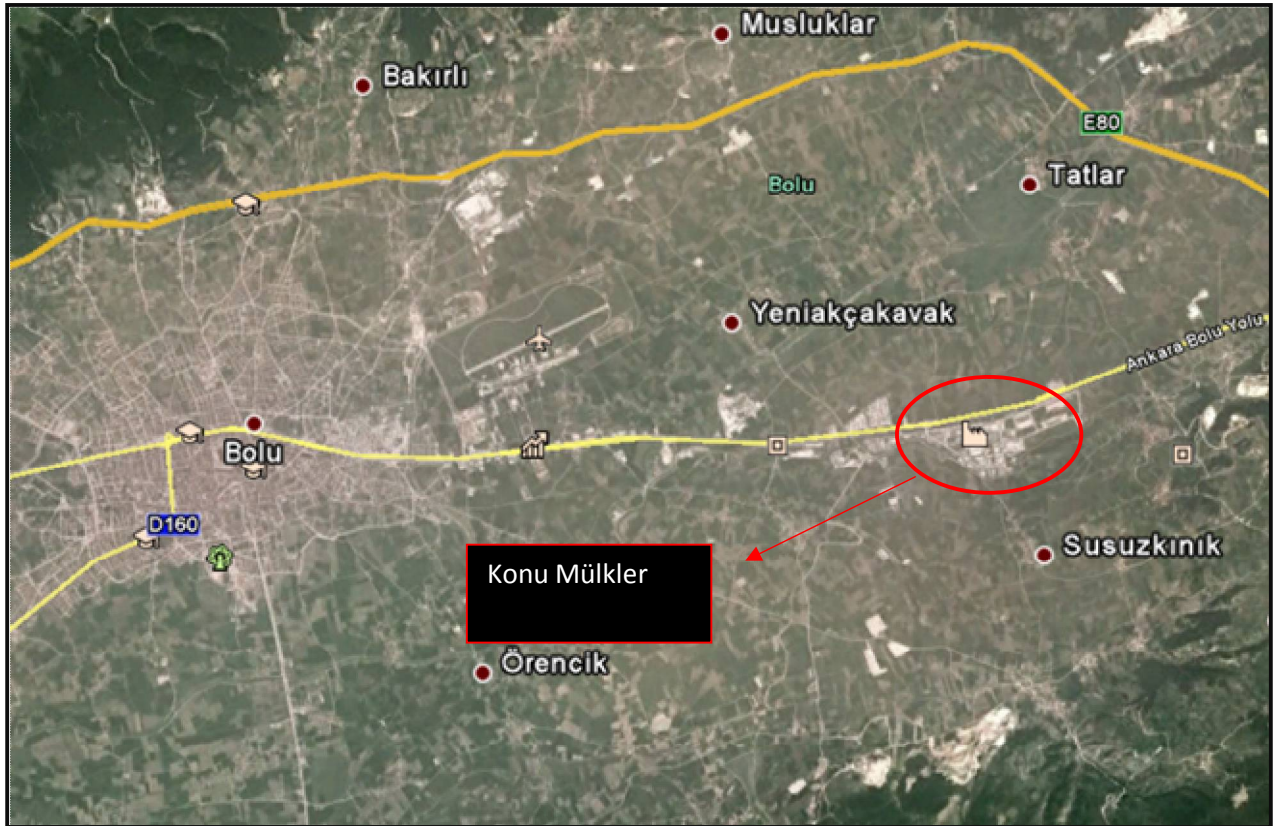 Musluklar
Bakırlı
E80
Tatlar
Bolu
Yeniakçakavak
Ankara Bolu Yolu
Bolu
D160
Susuzkınık
Konu Mülkler
Örencik